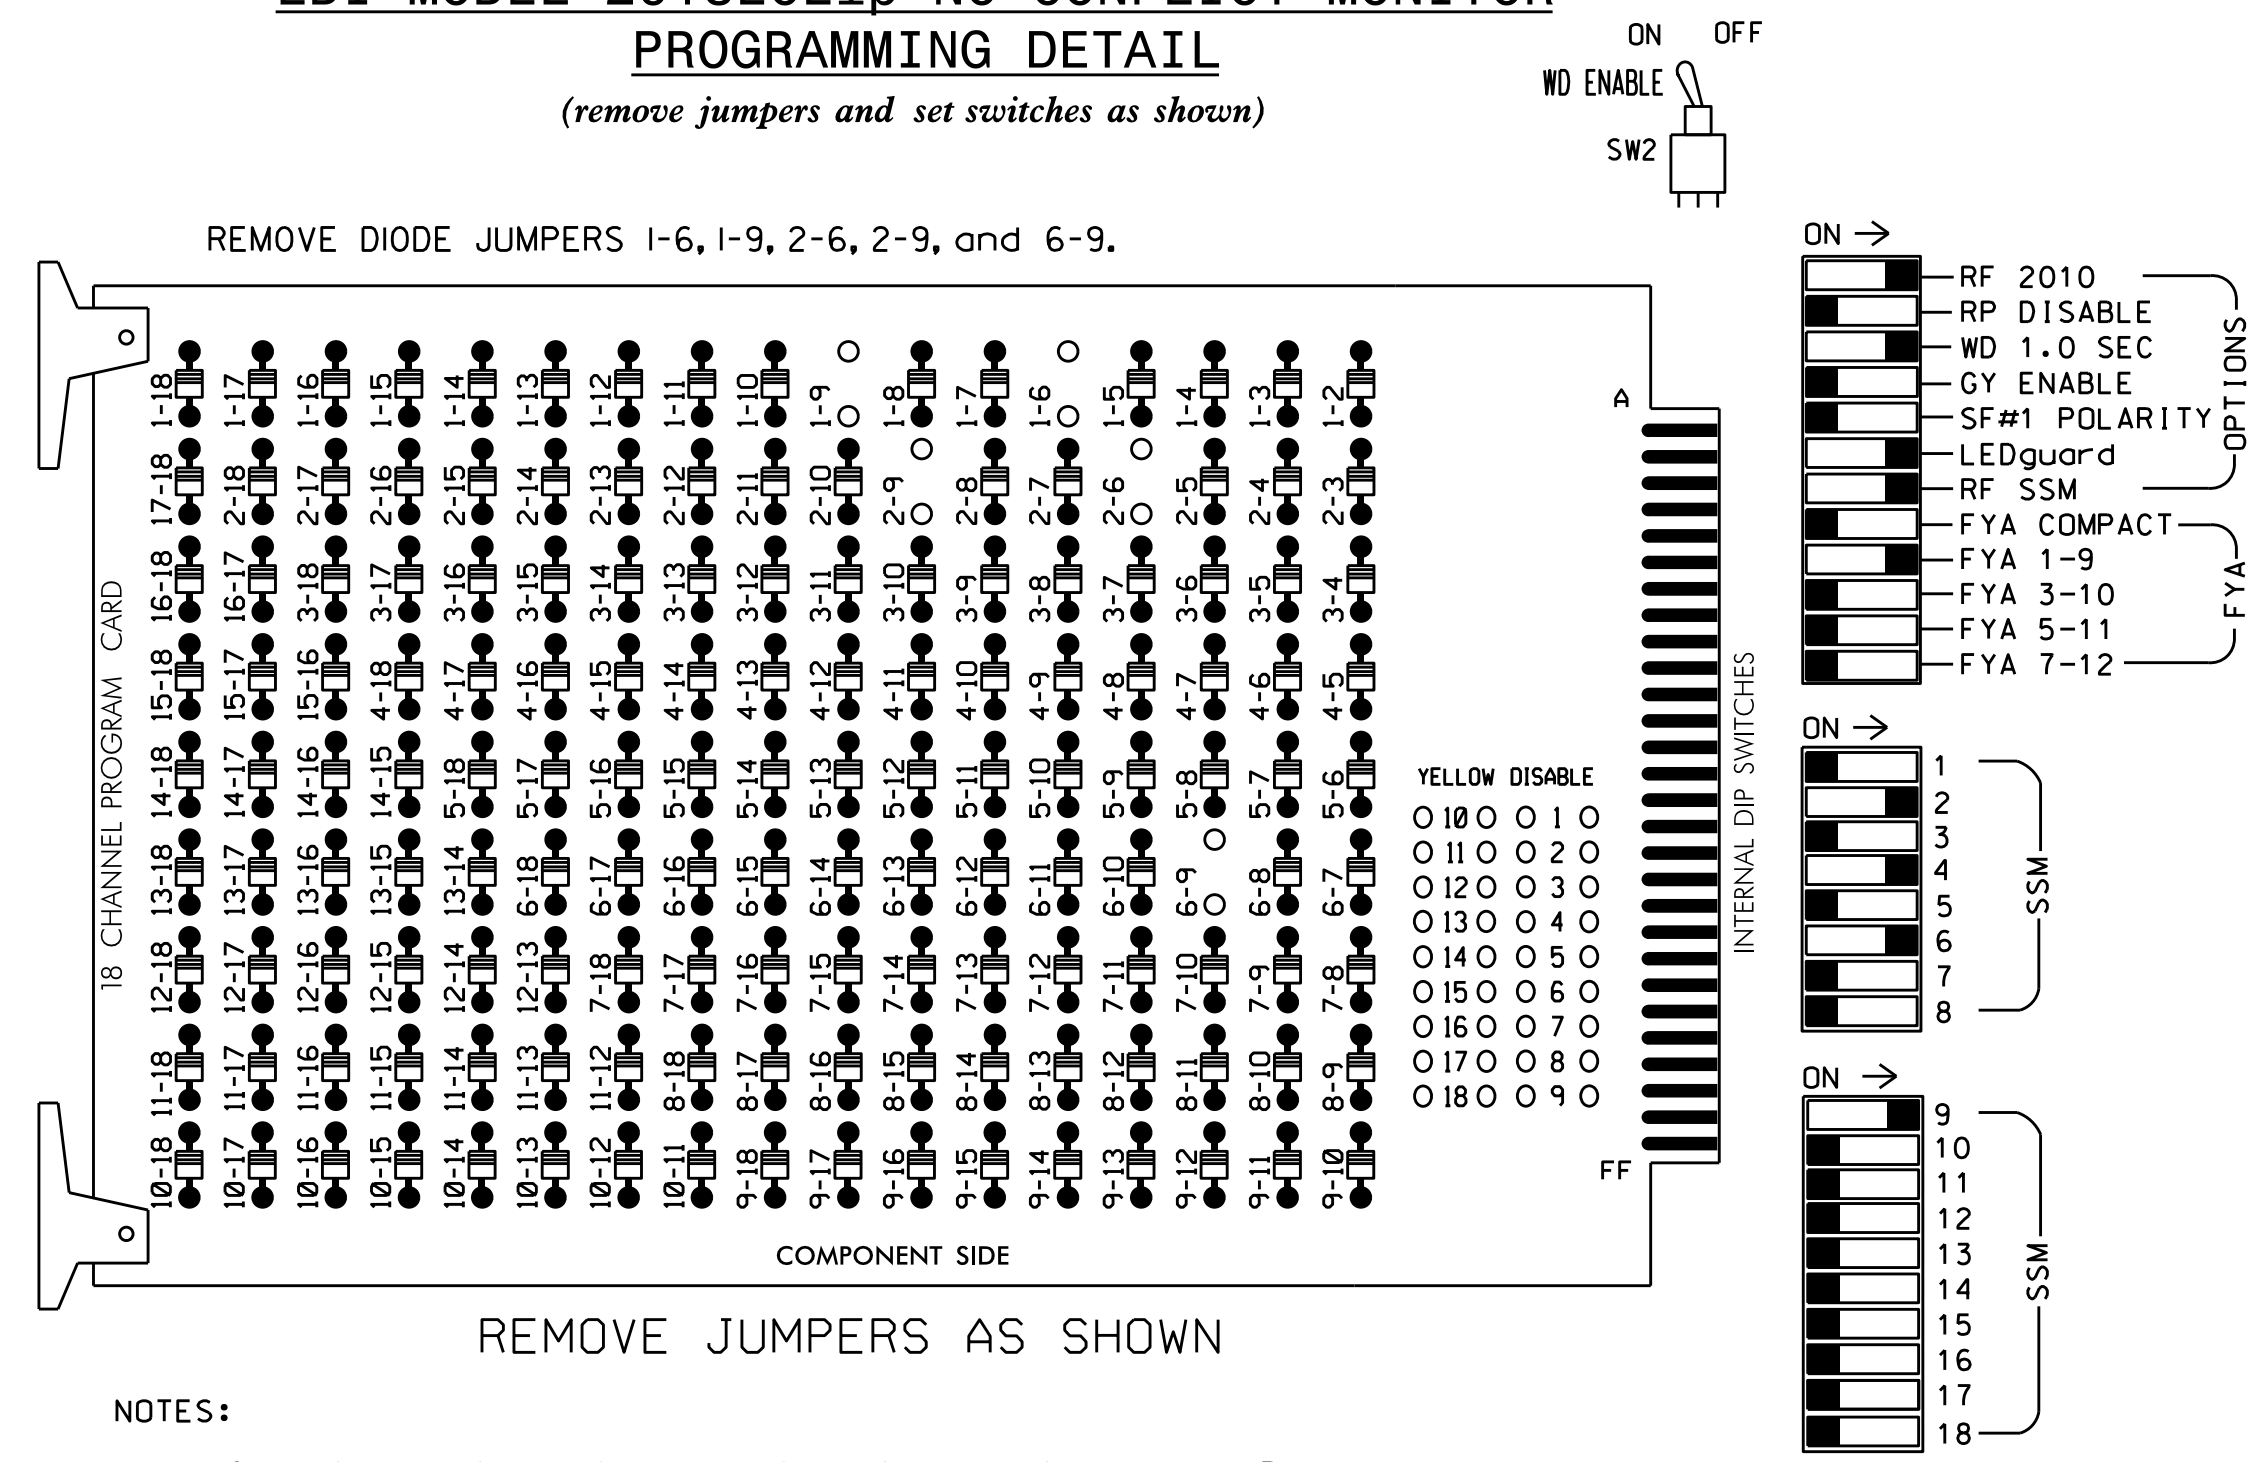 PROGRAMMING DETAIL
(remove jumpers and set switches as shown)
ON OFF
WD ENABLE
SW2
REMOVE DIODE JUMPERS 1-6, 1-9, 2-6, 2-9, and 6-9.
18 CHANNEL PROGRAM CARD
1-18 1-17 1-16 1-15 1-14 1-13 1-12 1-11 1-10 1-9 1-8 1-7 1-6 1-5 1-4 1-3 1-2
17-18 2-18 2-17 2-16 2-15 2-14 2-13 2-12 2-11 2-10 2-9 2-8 2-7 2-6 2-5 2-4 2-3
16-18 16-17 3-18 3-17 3-16 3-15 3-14 3-13 3-12 3-11 3-10 3-9 3-8 3-7 3-6 3-5 3-4
15-18 15-17 15-16 4-18 4-17 4-16 4-15 4-14 4-13 4-12 4-11 4-10 4-9 4-8 4-7 4-6 4-5
14-18 14-17 14-16 14-15 5-18 5-17 5-16 5-15 5-14 5-13 5-12 5-11 5-10 5-9 5-8 5-7 5-6
13-18 13-17 13-16 13-15 13-14 6-18 6-17 6-16 6-15 6-14 6-13 6-12 6-11 6-10 6-9 6-8 6-7
12-18 12-17 12-16 12-15 12-14 12-13 7-18 7-17 7-16 7-15 7-14 7-13 7-12 7-11 7-10 7-9 7-8
11-18 11-17 11-16 11-15 11-14 11-13 11-12 8-18 8-17 8-16 8-15 8-14 8-13 8-12 8-11 8-10 8-9
10-18 10-17 10-16 10-15 10-14 10-13 10-12 10-11 9-18 9-17 9-16 9-15 9-14 9-13 9-12 9-11 9-10
COMPONENT SIDE
YELLOW DISABLE
10 1
11 2
12 3
13 4
14 5
15 6
16 7
17 8
18 9
A
FF
INTERNAL DIP SWITCHES
ON
RF 2010
RP DISABLE
WD 1.0 SEC
GY ENABLE
SF#1 POLARITY
LEDguard
RF SSM
OPTIONS
FYA COMPACT
FYA 1-9
FYA 3-10
FYA 5-11
FYA 7-12
FYA
ON
1
2
3
4
5
6
7
8
SSM
ON
9
10
11
12
13
14
15
16
17
18
SSM
REMOVE JUMPERS AS SHOWN
NOTES: